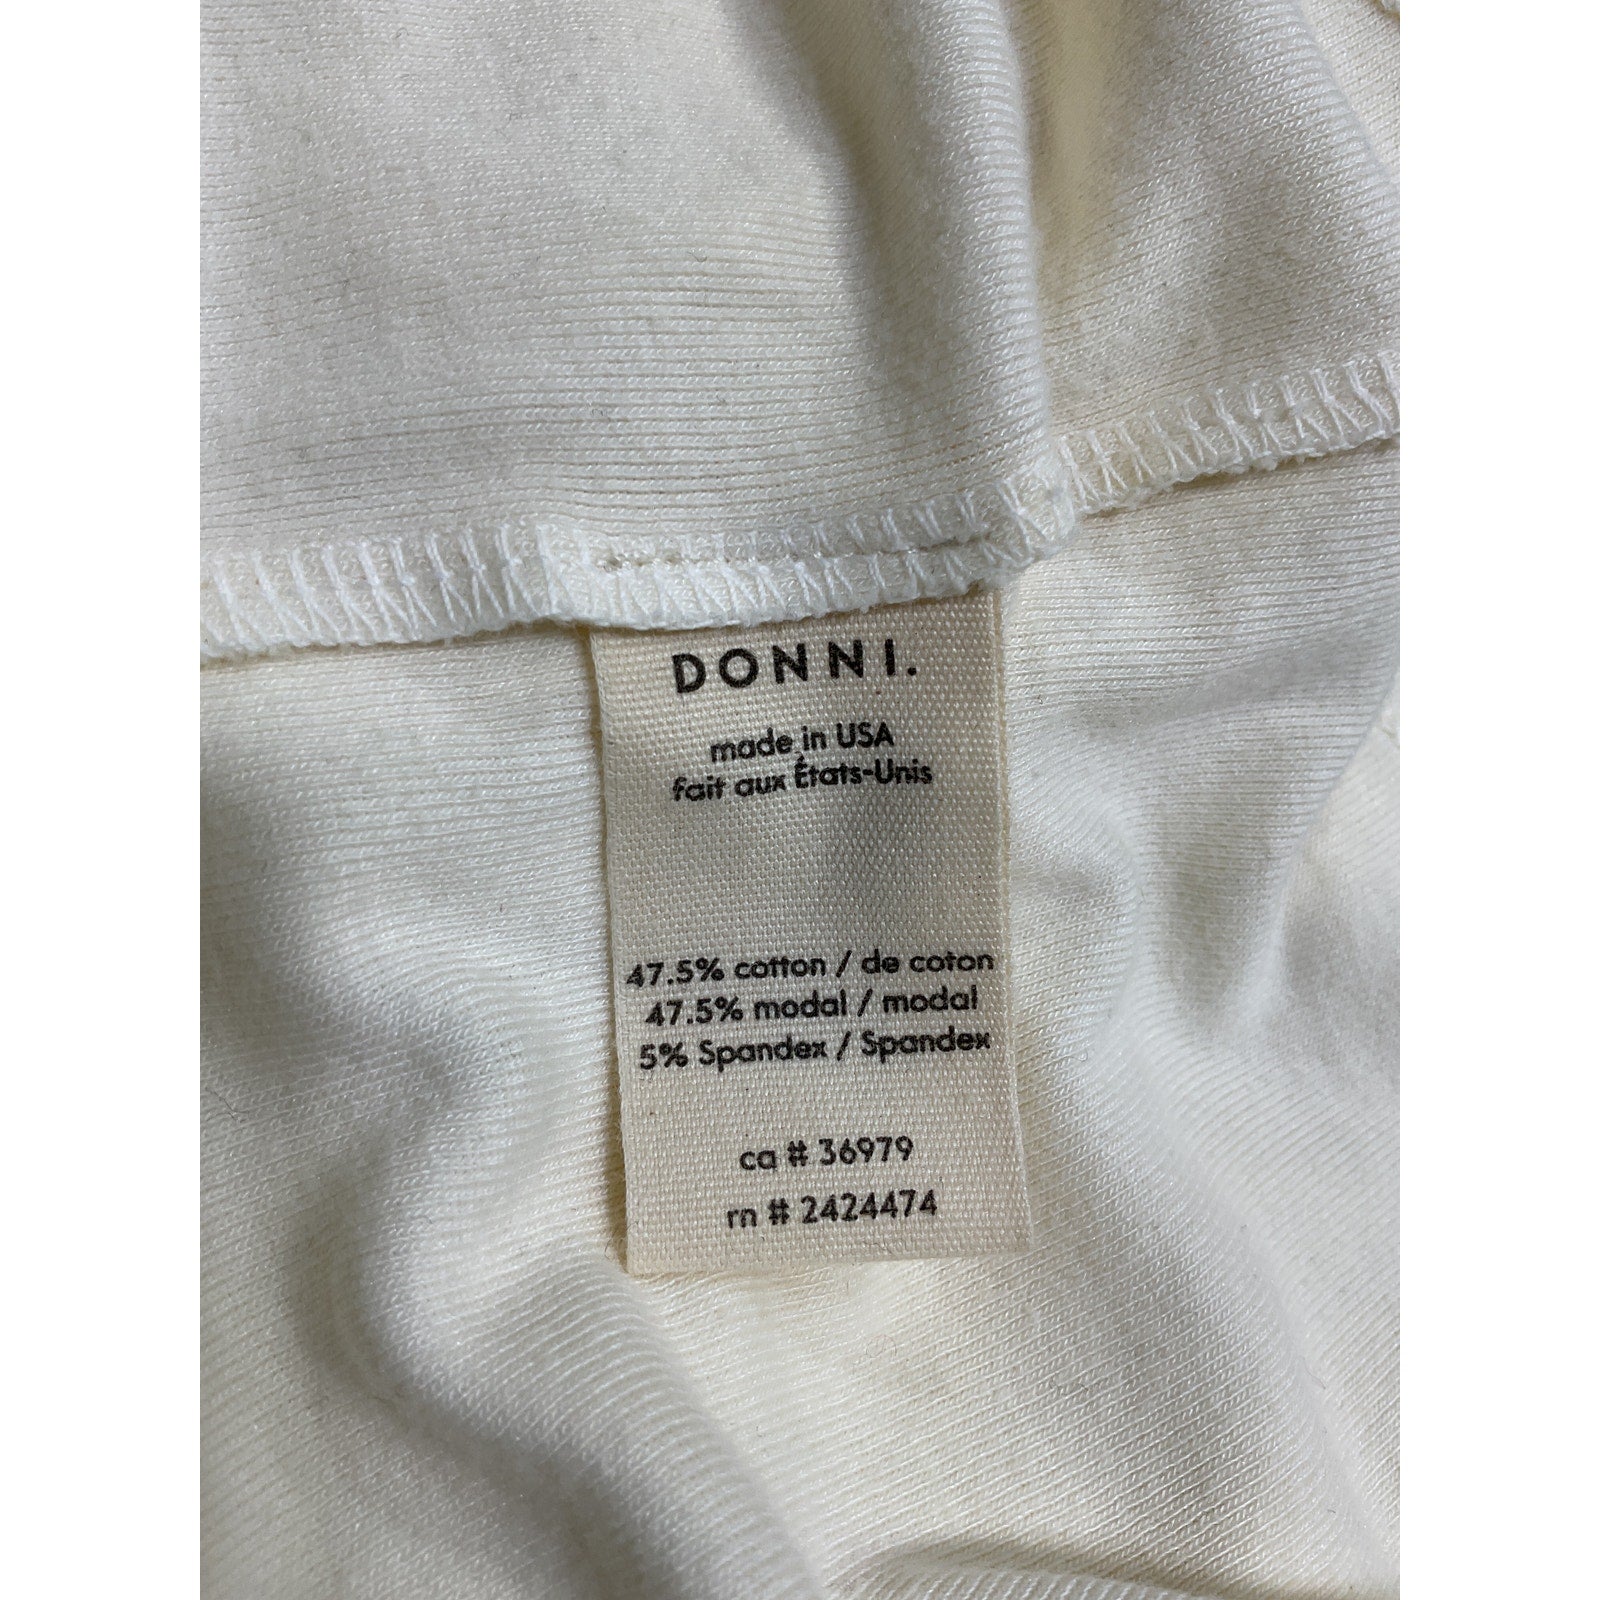 DONNI.
made in USA
fait aux États-Unis
47.5% cotton / de coton
47.5% modal / modal
5% Spandex / Spandex
ca # 36979
rn # 2424474